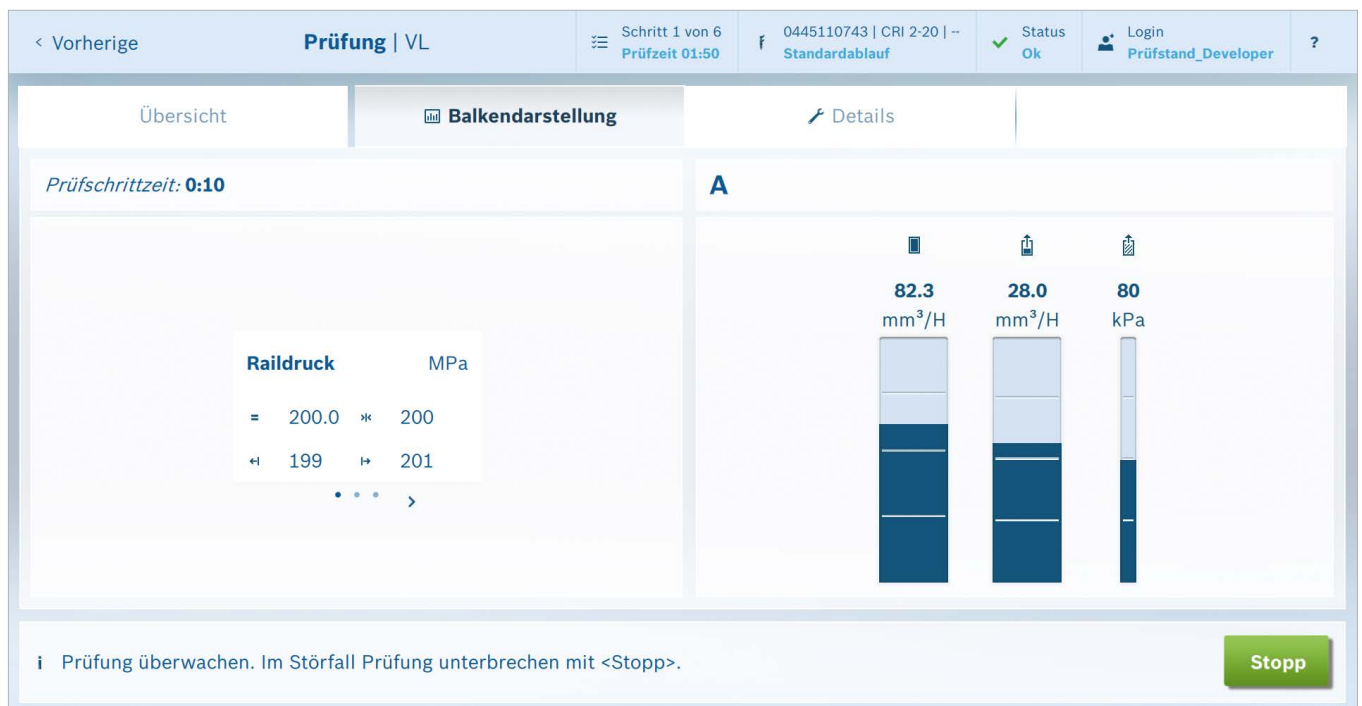 < Vorherige
Prüfung | VL
Schritt 1 von 6
Prüfzeit 01:50
0445110743 | CRI 2-20 | --
Standardablauf
Status
Ok
Login
Prüfstand_Developer
?
Übersicht
Balkendarstellung
Details
Prüfschrittzeit: 0:10
A
82.3
mm³/H
28.0
mm³/H
80
kPa
Raildruck MPa
= 200.0 200
199 201
i Prüfung überwachen. Im Störfall Prüfung unterbrechen mit <Stopp>.
Stopp